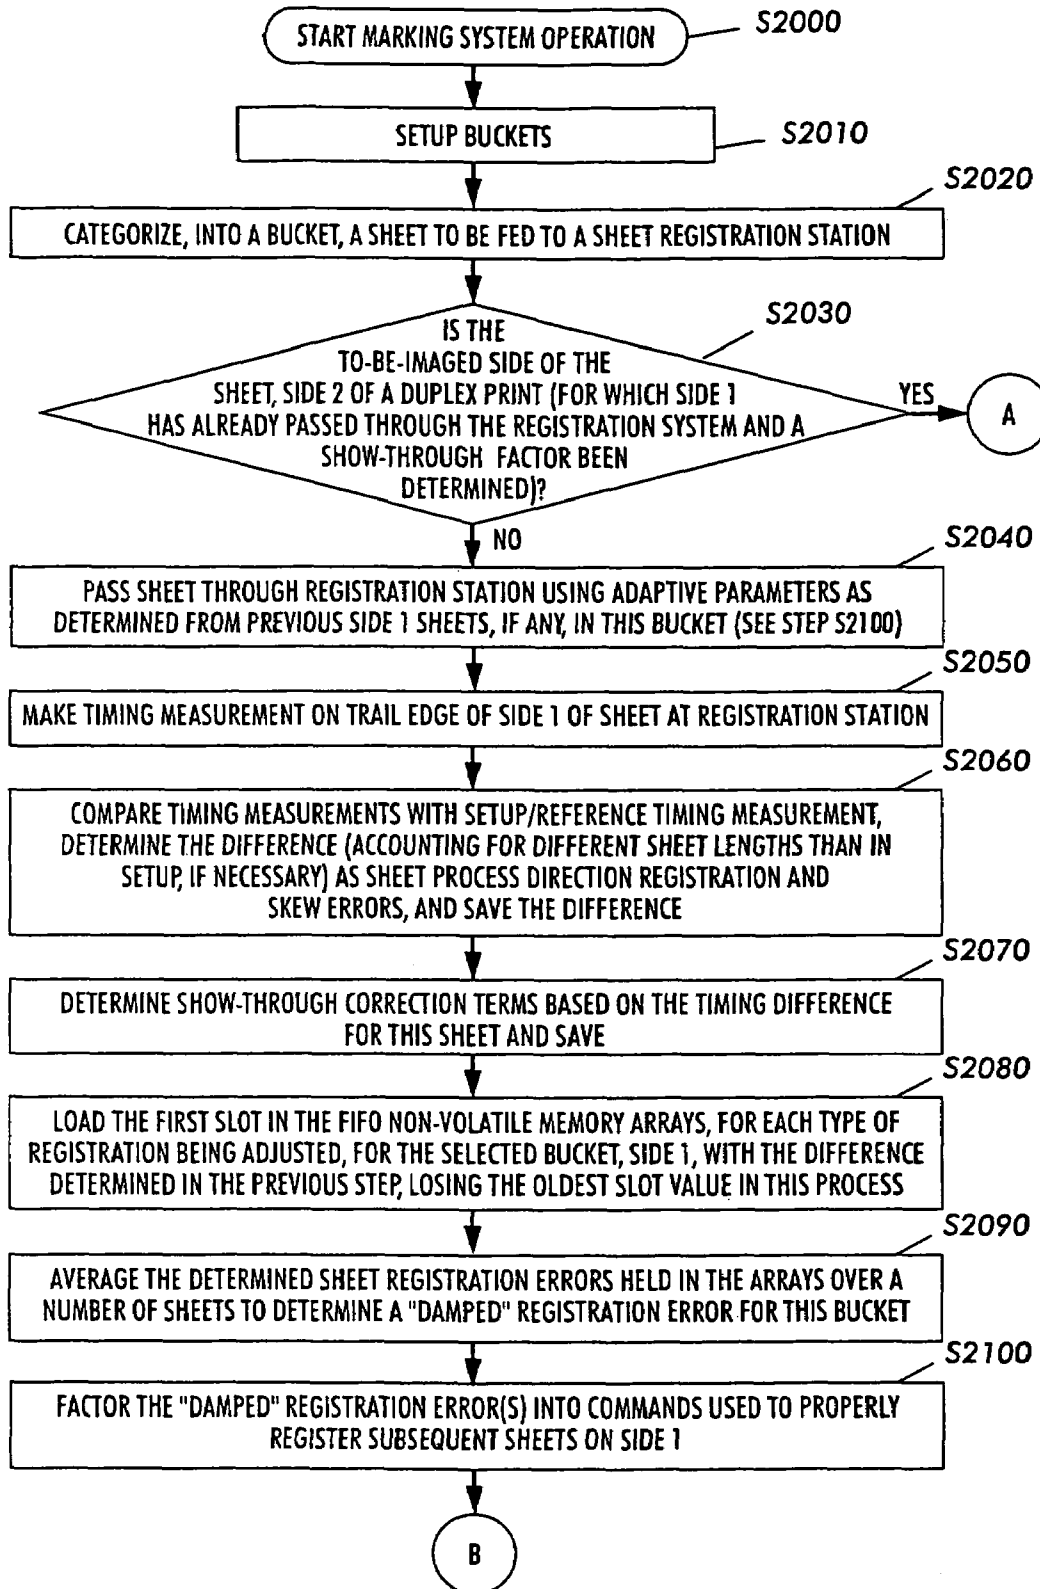 START MARKING SYSTEM OPERATION
S2000
SETUP BUCKETS
S2010
S2020
CATEGORIZE, INTO A BUCKET, A SHEET TO BE FED TO A SHEET REGISTRATION STATION
S2030
IS THE
TO-BE-IMAGED SIDE OF THE
SHEET, SIDE 2 OF A DUPLEX PRINT (FOR WHICH SIDE 1
HAS ALREADY PASSED THROUGH THE REGISTRATION SYSTEM AND A
SHOW-THROUGH FACTOR BEEN
DETERMINED)?
YES
A
NO
S2040
PASS SHEET THROUGH REGISTRATION STATION USING ADAPTIVE PARAMETERS AS
DETERMINED FROM PREVIOUS SIDE 1 SHEETS, IF ANY, IN THIS BUCKET (SEE STEP S2100)
S2050
MAKE TIMING MEASUREMENT ON TRAIL EDGE OF SIDE 1 OF SHEET AT REGISTRATION STATION
S2060
COMPARE TIMING MEASUREMENTS WITH SETUP/REFERENCE TIMING MEASUREMENT,
DETERMINE THE DIFFERENCE (ACCOUNTING FOR DIFFERENT SHEET LENGTHS THAN IN
SETUP, IF NECESSARY) AS SHEET PROCESS DIRECTION REGISTRATION AND
SKEW ERRORS, AND SAVE THE DIFFERENCE
S2070
DETERMINE SHOW-THROUGH CORRECTION TERMS BASED ON THE TIMING DIFFERENCE
FOR THIS SHEET AND SAVE
S2080
LOAD THE FIRST SLOT IN THE FIFO NON-VOLATILE MEMORY ARRAYS, FOR EACH TYPE OF
REGISTRATION BEING ADJUSTED, FOR THE SELECTED BUCKET, SIDE 1, WITH THE DIFFERENCE
DETERMINED IN THE PREVIOUS STEP, LOSING THE OLDEST SLOT VALUE IN THIS PROCESS
S2090
AVERAGE THE DETERMINED SHEET REGISTRATION ERRORS HELD IN THE ARRAYS OVER A
NUMBER OF SHEETS TO DETERMINE A "DAMPED" REGISTRATION ERROR FOR THIS BUCKET
S2100
FACTOR THE "DAMPED" REGISTRATION ERROR(S) INTO COMMANDS USED TO PROPERLY
REGISTER SUBSEQUENT SHEETS ON SIDE 1
B